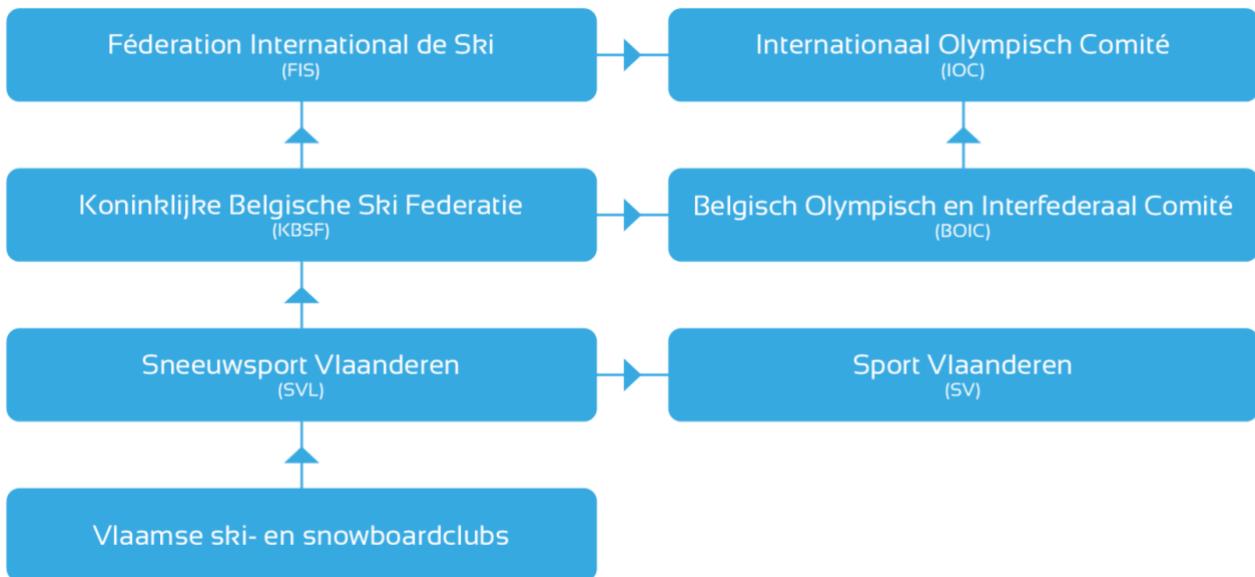 Féderation International de Ski
(FIS)
Internationaal Olympisch Comité
(IOC)
Koninklijke Belgische Ski Federatie
(KBSF)
Belgisch Olympisch en Interfederaal Comité
(BOIC)
Sneeuwsport Vlaanderen
(SVL)
Sport Vlaanderen
(SV)
Vlaamse ski- en snowboardclubs